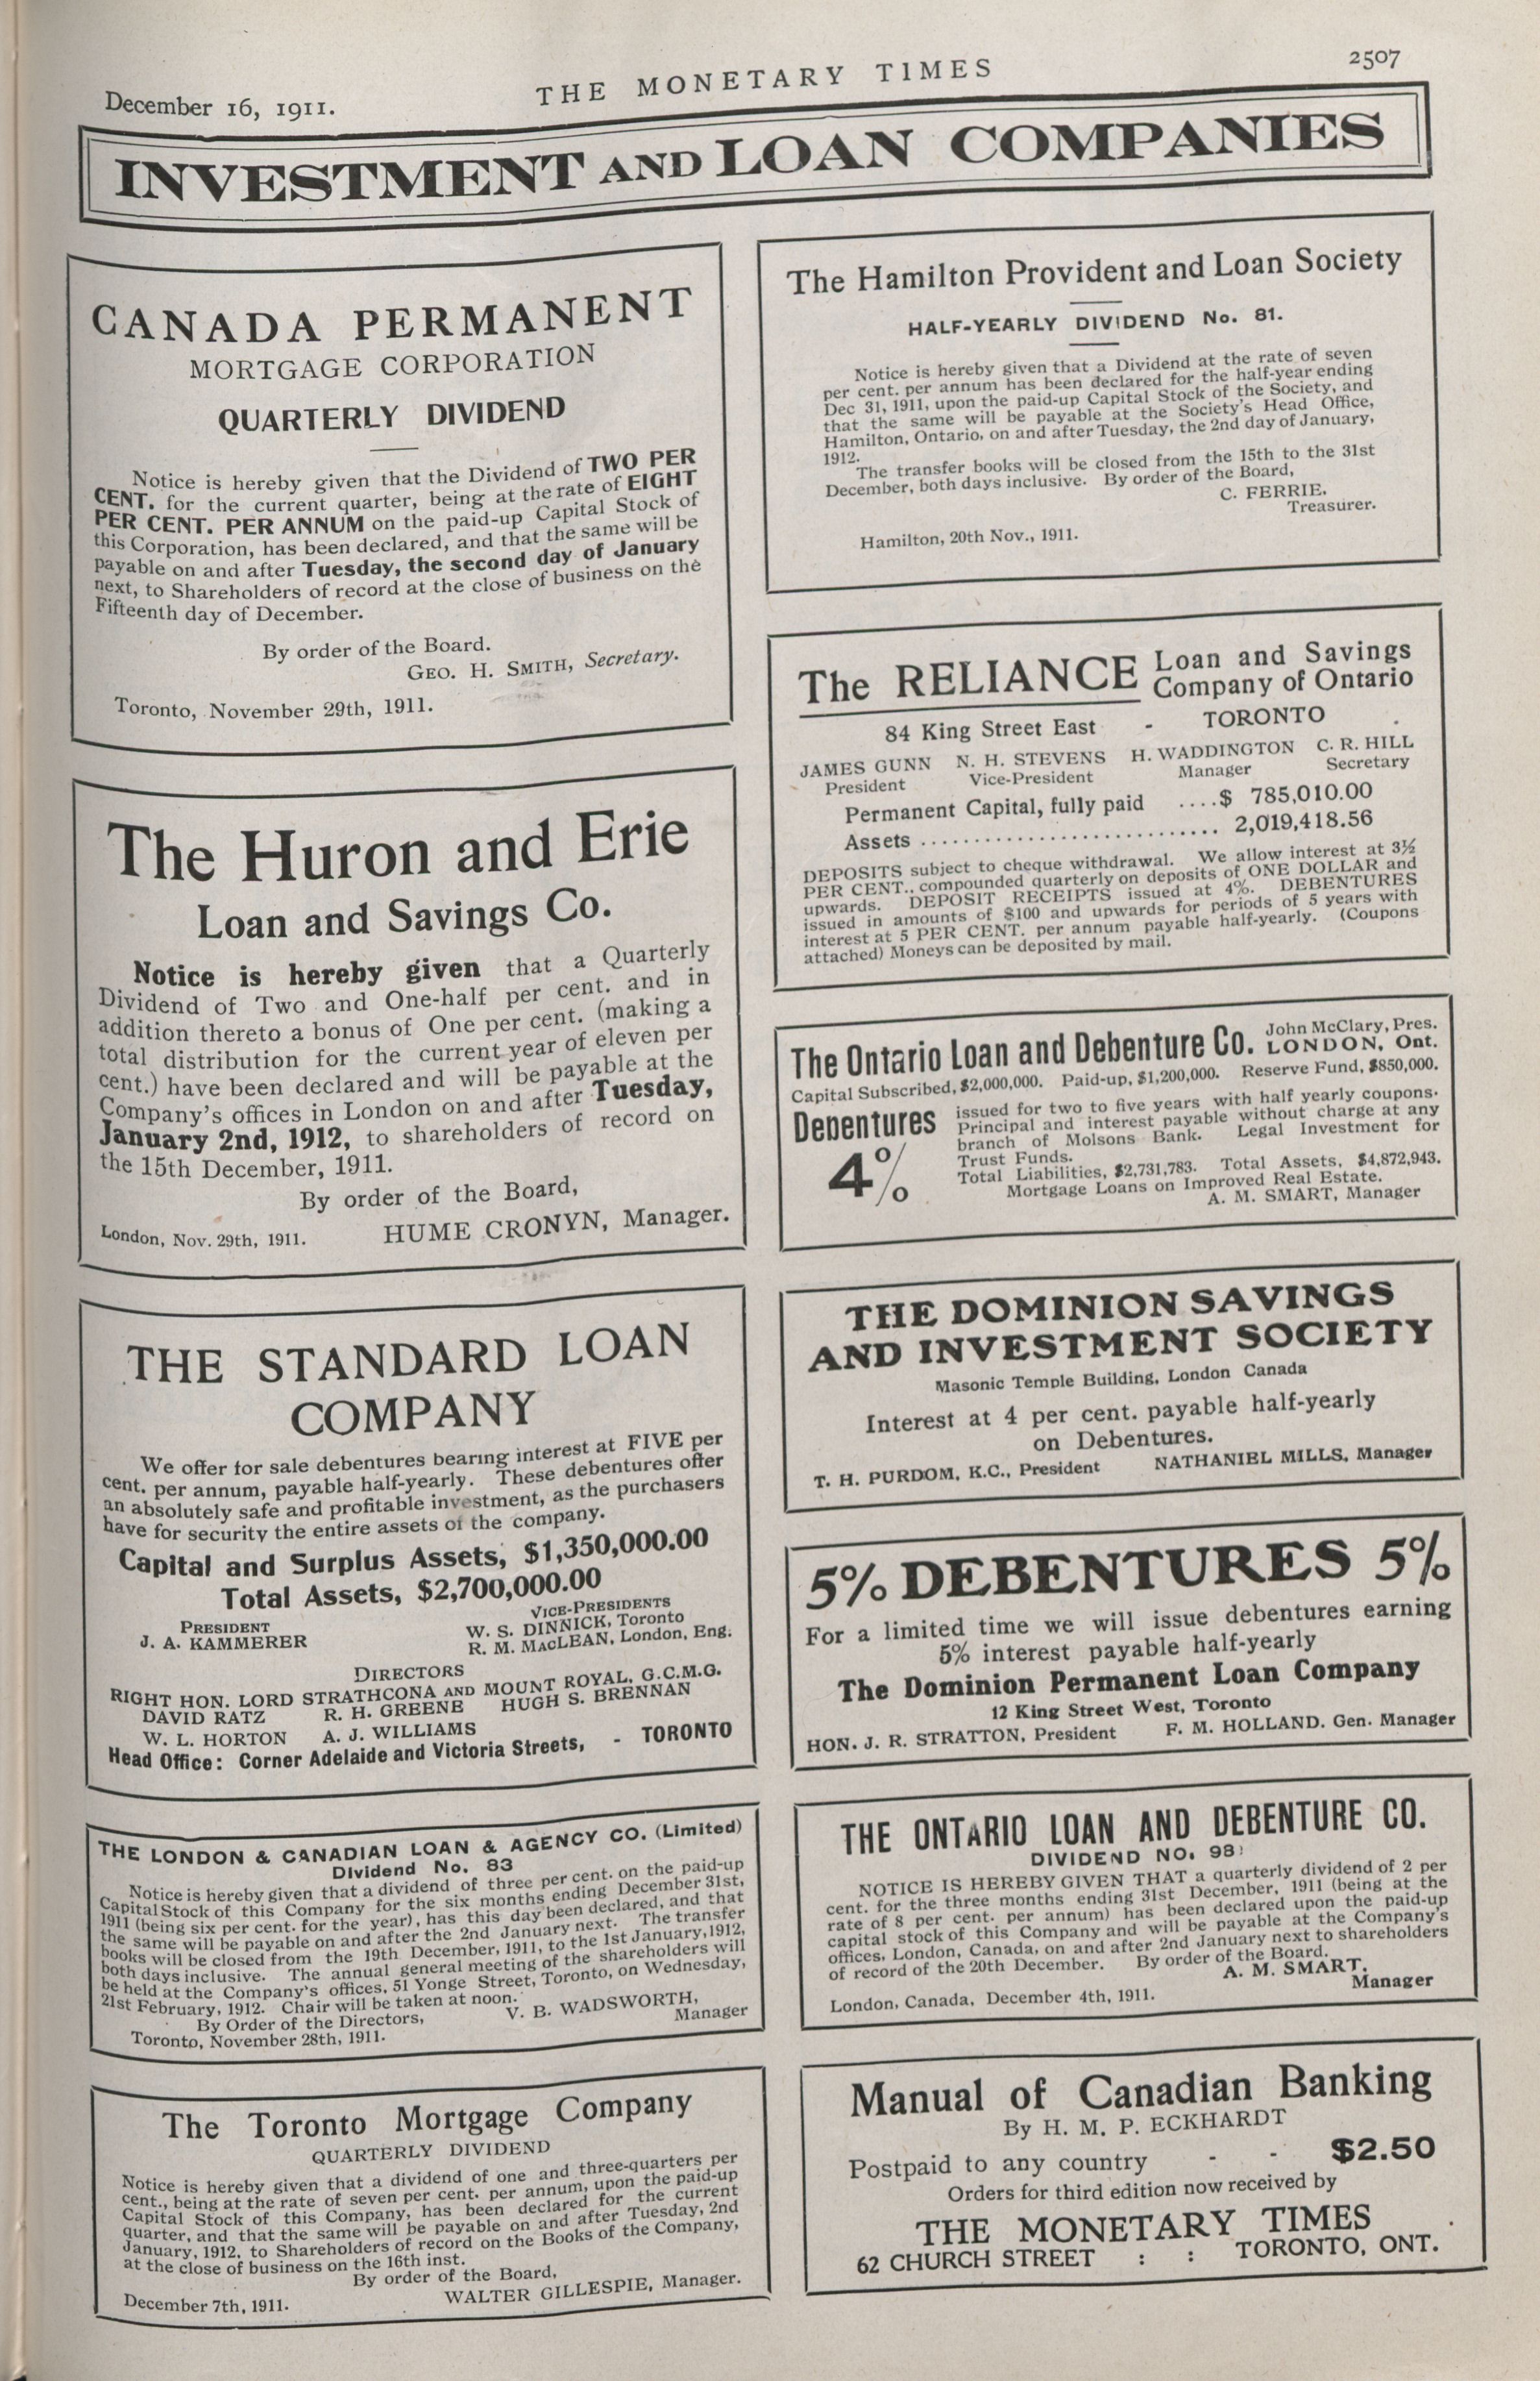 December 16, 1911.
THE MONETARY TIMES
2507
INVESTMENT AND LOAN COMPANIES
CANADA PERMANENT
MORTGAGE CORPORATION
QUARTERLY DIVIDEND
Notice is hereby given that the Dividend of TWO PER
CENT. for the current quarter, being at the rate of EIGHT
PER CENT. PER ANNUM on the paid-up Capital Stock of
this Corporation, has been declared, and that the same will be
payable on and after Tuesday, the second day of January
next, to Shareholders of record at the close of business on the
Fifteenth day of December.
By order of the Board.
GEO. H. SMITH, Secretary.
Toronto, November 29th, 1911.
The Huron and Erie
Loan and Savings Co.
Notice is hereby given that a Quarterly
Dividend of Two and One-half per cent. and in
addition thereto a bonus of One per cent. (making a
total distribution for the current year of eleven per
cent.) have been declared and will be payable at the
Company's offices in London on and after Tuesday,
January 2nd, 1912, to shareholders of record on
the 15th December, 1911.
By order of the Board,
London, Nov. 29th, 1911. HUME CRONYN, Manager.
THE STANDARD LOAN
COMPANY
We offer for sale debentures bearing interest at FIVE per
cent. per annum, payable half-yearly. These debentures offer
an absolutely safe and profitable investment, as the purchasers
have for security the entire assets of the company.
Capital and Surplus Assets, $1,350,000.00
Total Assets, $2,700,000.00
PRESIDENT
J. A. KAMMERER
VICE-PRESIDENTS
W. S. DINNICK, Toronto
R. M. MACLEAN, London, Eng.
DIRECTORS
RIGHT HON. LORD STRATHCONA AND MOUNT ROYAL, G.C.M.G.
DAVID RATZ R. H. GREENE HUGH S. BRENNAN
W. L. HORTON A. J. WILLIAMS
Head Office: Corner Adelaide and Victoria Streets, - TORONTO
THE LONDON & CANADIAN LOAN & AGENCY CO. (Limited)
Dividend No. 83
Notice is hereby given that a dividend of three per cent. on the paid-up
Capital Stock of this Company for the six months ending December 31st,
1911 (being six per cent. for the year), has this day been declared, and that
the same will be payable on and after the 2nd January next. The transfer
books will be closed from the 19th December, 1911, to the 1st January, 1912,
both days inclusive. The annual general meeting of the shareholders will
be held at the Company's offices, 51 Yonge Street, Toronto, on Wednesday,
21st February, 1912. Chair will be taken at noon.
By Order of the Directors, V. B. WADSWORTH,
Manager
Toronto, November 28th, 1911.
The Toronto Mortgage Company
QUARTERLY DIVIDEND
Notice is hereby given that a dividend of one and three-quarters per
cent., being at the rate of seven per cent. per annum, upon the paid-up
Capital Stock of this Company, has been declared for the current
quarter, and that the same will be payable on and after Tuesday, 2nd
January, 1912, to Shareholders of record on the Books of the Company,
at the close of business on the 16th inst.
By order of the Board,
December 7th, 1911. WALTER GILLESPIE, Manager.
The Hamilton Provident and Loan Society
HALF-YEARLY DIVIDEND No. 81.
Notice is hereby given that a Dividend at the rate of seven
per cent. per annum has been declared for the half-year ending
Dec 31, 1911, upon the paid-up Capital Stock of the Society, and
that the same will be payable at the Society's Head Office,
Hamilton, Ontario, on and after Tuesday, the 2nd day of January,
1912.
The transfer books will be closed from the 15th to the 31st
December, both days inclusive. By order of the Board,
C. FERRIE,
Treasurer.
Hamilton, 20th Nov., 1911.
The RELIANCE Loan and Savings
Company of Ontario
84 King Street East - TORONTO
JAMES GUNN N. H. STEVENS H. WADDINGTON C. R. HILL
President Vice-President Manager Secretary
Permanent Capital, fully paid ....$ 785,010.00
Assets ............................ 2,019,418.56
DEPOSITS subject to cheque withdrawal. We allow interest at 3½
PER CENT., compounded quarterly on deposits of ONE DOLLAR and
upwards. DEPOSIT RECEIPTS issued at 4%. DEBENTURES
issued in amounts of $100 and upwards for periods of 5 years with
interest at 5 PER CENT. per annum payable half-yearly. (Coupons
attached) Moneys can be deposited by mail.
The Ontario Loan and Debenture Co. John McClary, Pres.
LONDON, Ont.
Capital Subscribed, $2,000,000. Paid-up, $1,200,000. Reserve Fund, $850,000.
Debentures
4%
issued for two to five years with half yearly coupons.
Principal and interest payable without charge at any
branch of Molsons Bank. Legal Investment for
Trust Funds.
Total Liabilities, $2,731,783. Total Assets, $4,872,943.
Mortgage Loans on Improved Real Estate.
A. M. SMART, Manager
THE DOMINION SAVINGS
AND INVESTMENT SOCIETY
Masonic Temple Building, London Canada
Interest at 4 per cent. payable half-yearly
on Debentures.
T. H. PURDOM, K.C., President NATHANIEL MILLS, Manager
5% DEBENTURES 5%
For a limited time we will issue debentures earning
5% interest payable half-yearly
The Dominion Permanent Loan Company
12 King Street West, Toronto
HON. J. R. STRATTON, President F. M. HOLLAND. Gen. Manager
THE ONTARIO LOAN AND DEBENTURE CO.
DIVIDEND NO. 98
NOTICE IS HEREBY GIVEN THAT a quarterly dividend of 2 per
cent. for the three months ending 31st December, 1911 (being at the
rate of 8 per cent. per annum) has been declared upon the paid-up
capital stock of this Company and will be payable at the Company's
offices, London, Canada, on and after 2nd January next to shareholders
of record of the 20th December. By order of the Board.
A. M. SMART,
Manager
London, Canada, December 4th, 1911.
Manual of Canadian Banking
By H. M. P. ECKHARDT
Postpaid to any country - - $2.50
Orders for third edition now received by
THE MONETARY TIMES
62 CHURCH STREET : : TORONTO, ONT.